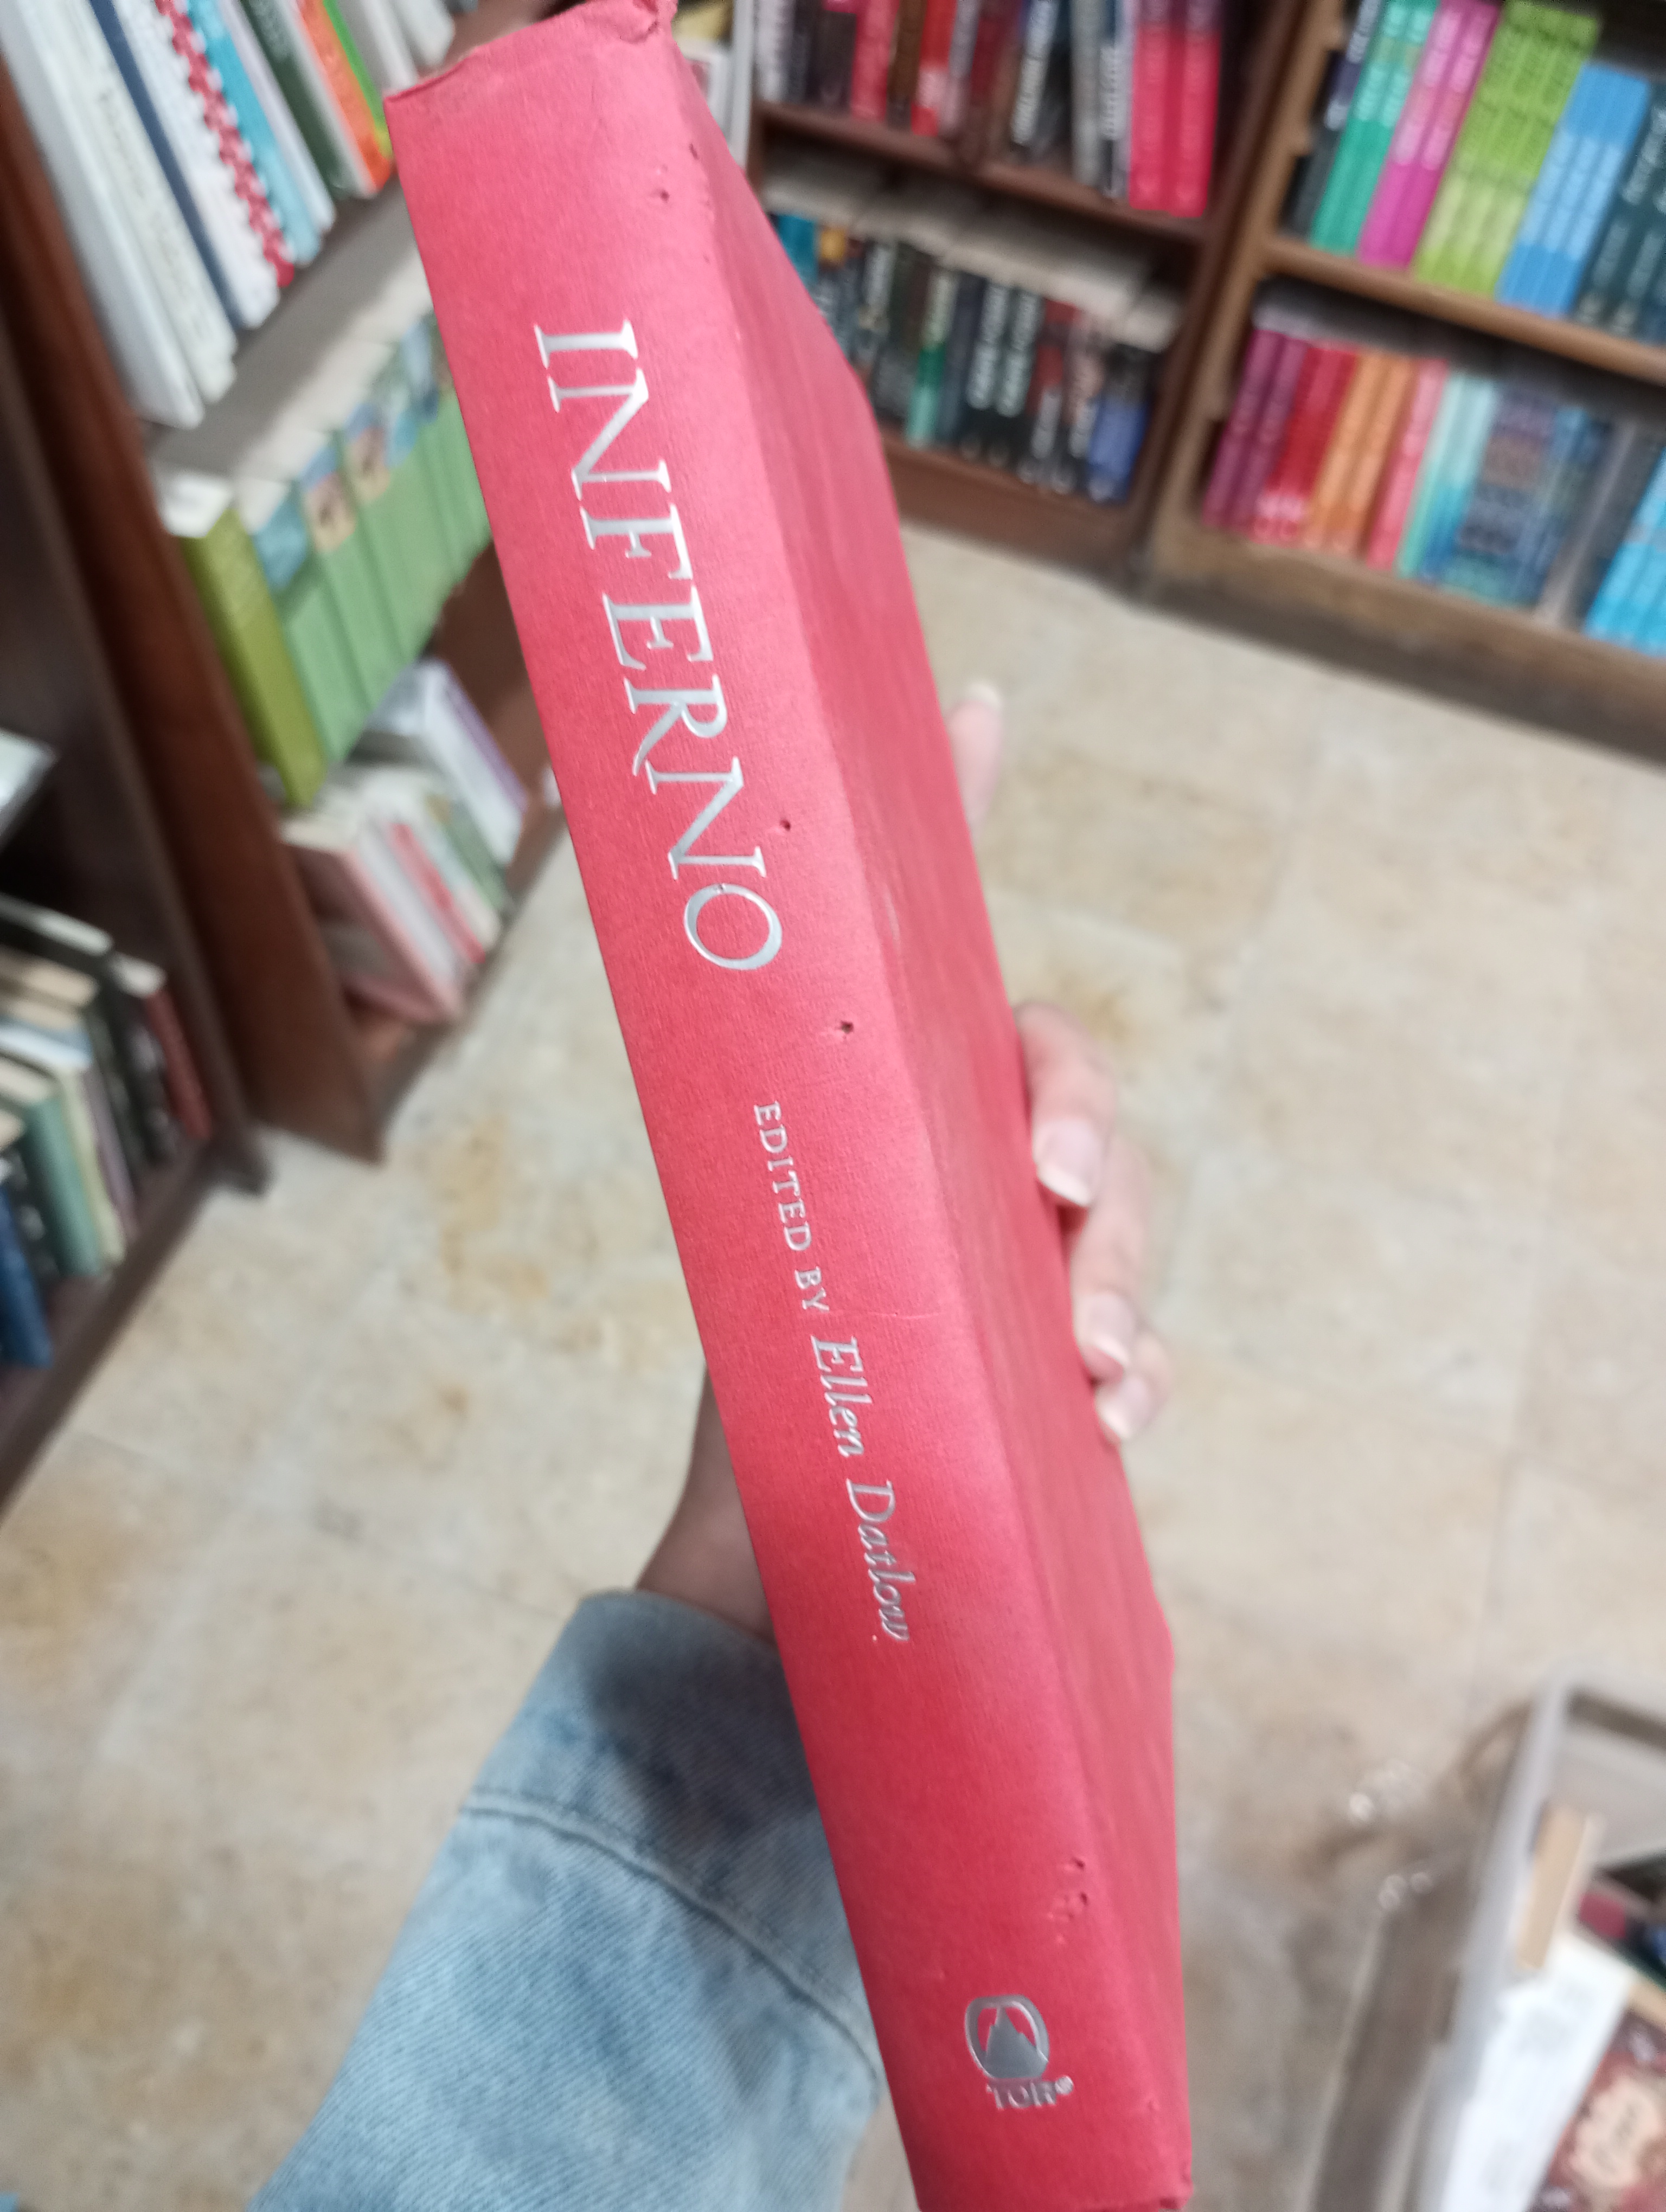 INFERNO
EDITED BY Ellen Datlow
TOR®